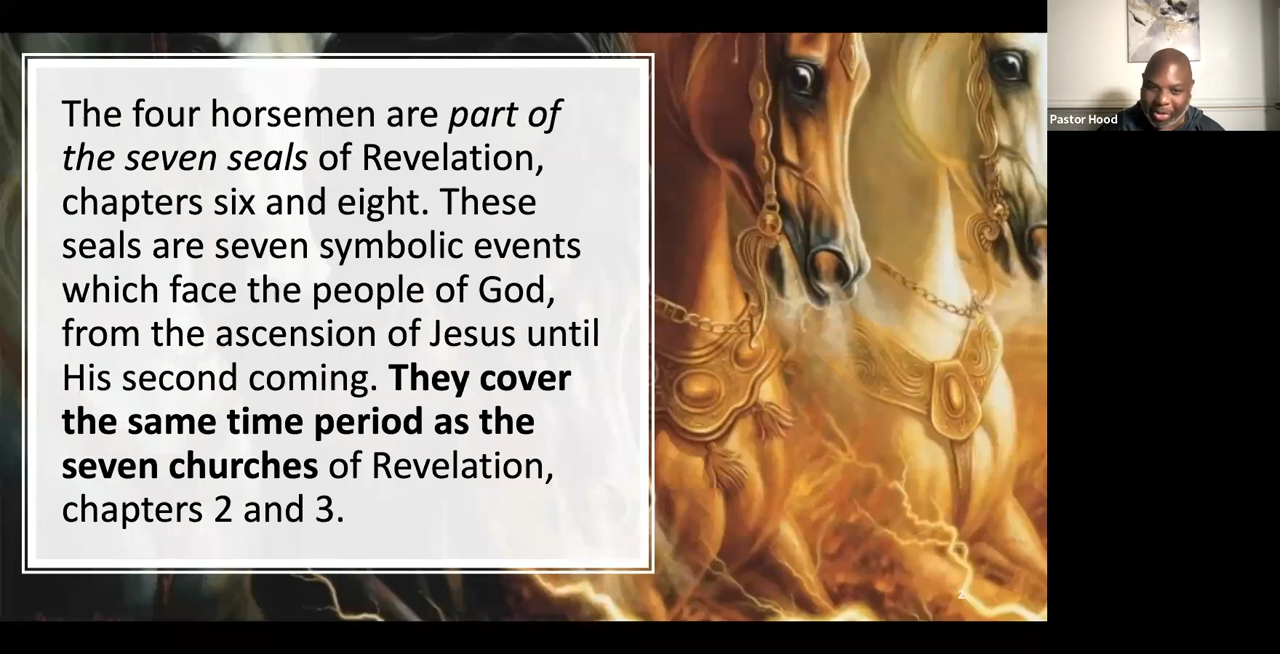 The four horsemen are part of
the seven seals of Revelation,
chapters six and eight. These
seals are seven symbolic events
which face the people of God,
from the ascension of Jesus until
His second coming. They cover
the same time period as the
seven churches of Revelation,
chapters 2 and 3.
2
Pastor Hood